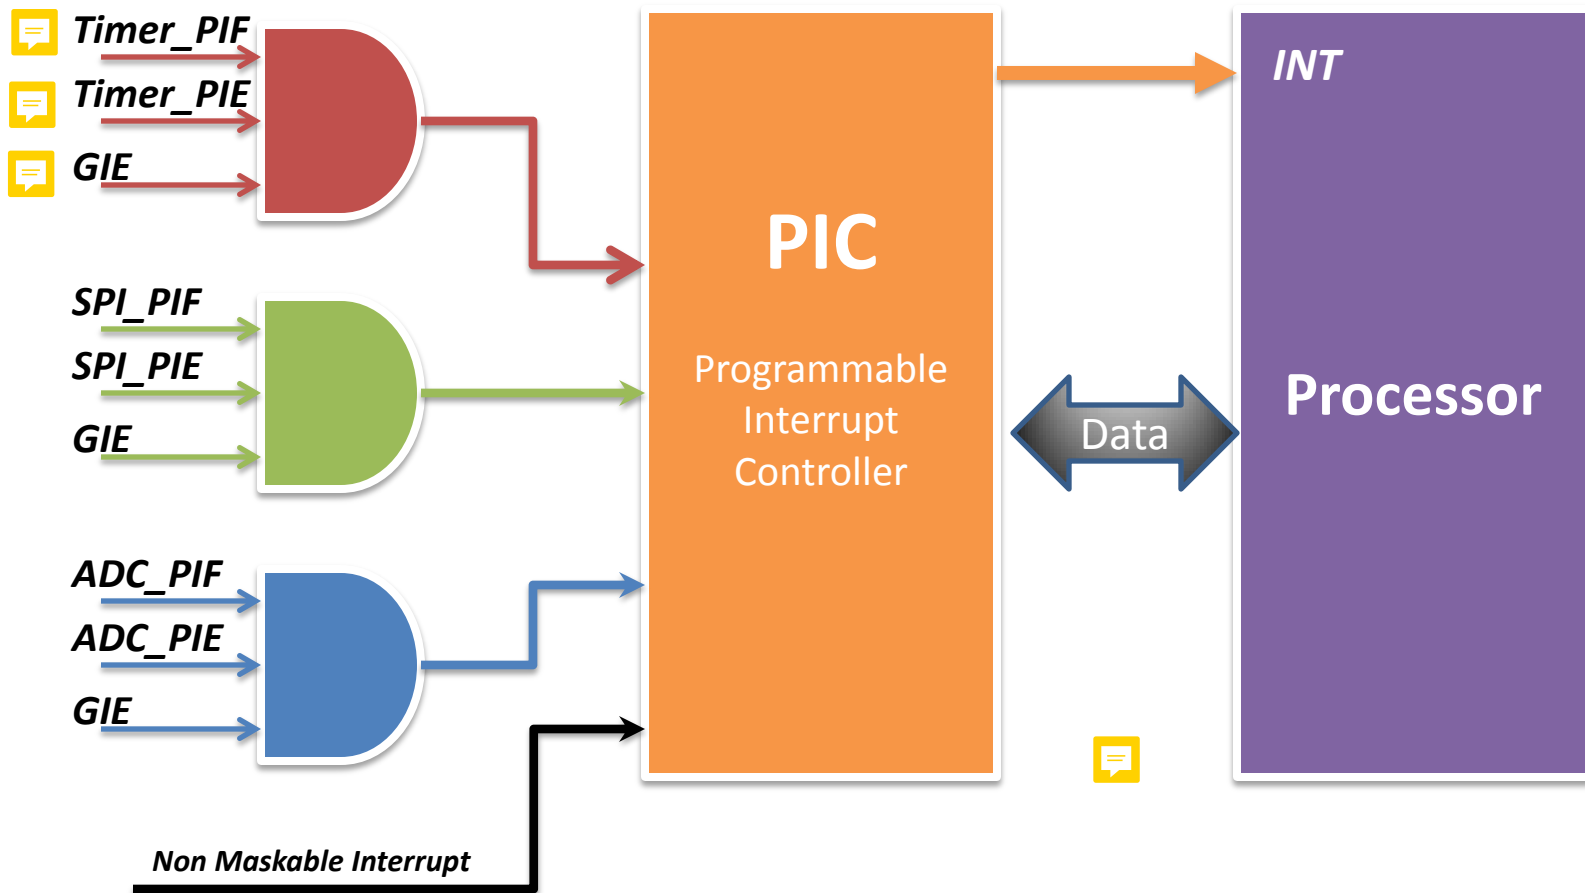 Timer_PIF
Timer_PIE
GIE
SPI_PIF
SPI_PIE
GIE
ADC_PIF
ADC_PIE
GIE
Non Maskable Interrupt
PIC
Programmable
Interrupt
Controller
Data
INT
Processor